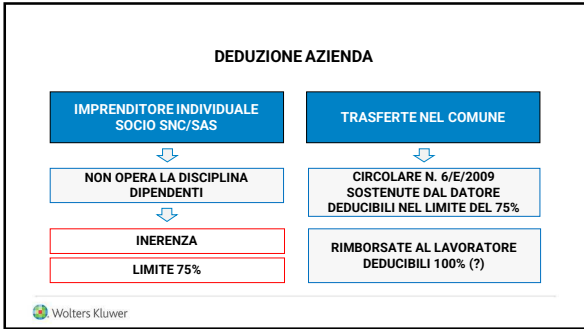 DEDUZIONE AZIENDA
IMPRENDITORE INDIVIDUALE
SOCIO SNC/SAS
NON OPERA LA DISCIPLINA
DIPENDENTI
INERENZA
LIMITE 75%
TRASFERTE NEL COMUNE
CIRCOLARE N. 6/E/2009
SOSTENUTE DAL DATORE
DEDUCIBILI NEL LIMITE DEL 75%
RIMBORSATE AL LAVORATORE
DEDUCIBILI 100% (?)
Wolters Kluwer